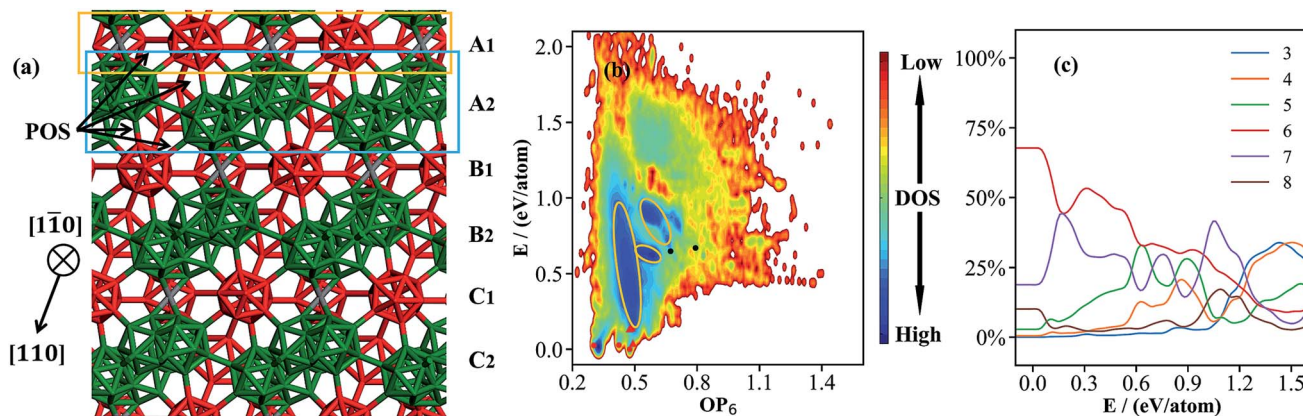 (a)
POS
[11̄0]
[110]
A1
A2
B1
B2
C1
C2
(b)
E / (eV/atom)
2.0
1.5
1.0
0.5
0.0
0.2 0.5 0.8 1.1 1.4
OP6
Low
DOS
High
(c)
100%
75%
50%
25%
0%
3
4
5
6
7
8
0.0 0.3 0.6 0.9 1.2 1.5
E / (eV/atom)